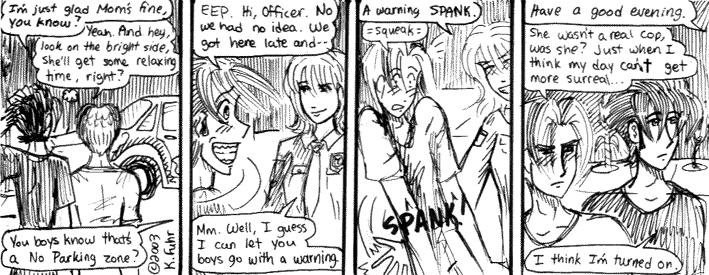 I'm just glad Mom's fine,
you know?
Yeah. And hey,
look on the bright side,
She'll get some relaxing
time, right?
You boys know that's
a No Parking zone?
©2003
K.Fuhr
EEP. Hi, Officer. No
we had no idea. We
got here late and--
Mm. Well, I guess
I can let you
boys go with a warning
A warning SPANK.
=squeak=
SPANK!
Have a good evening.
She wasn't a real cop,
was she? Just when I
think my day can't get
more surreal...
I think I'm turned on.